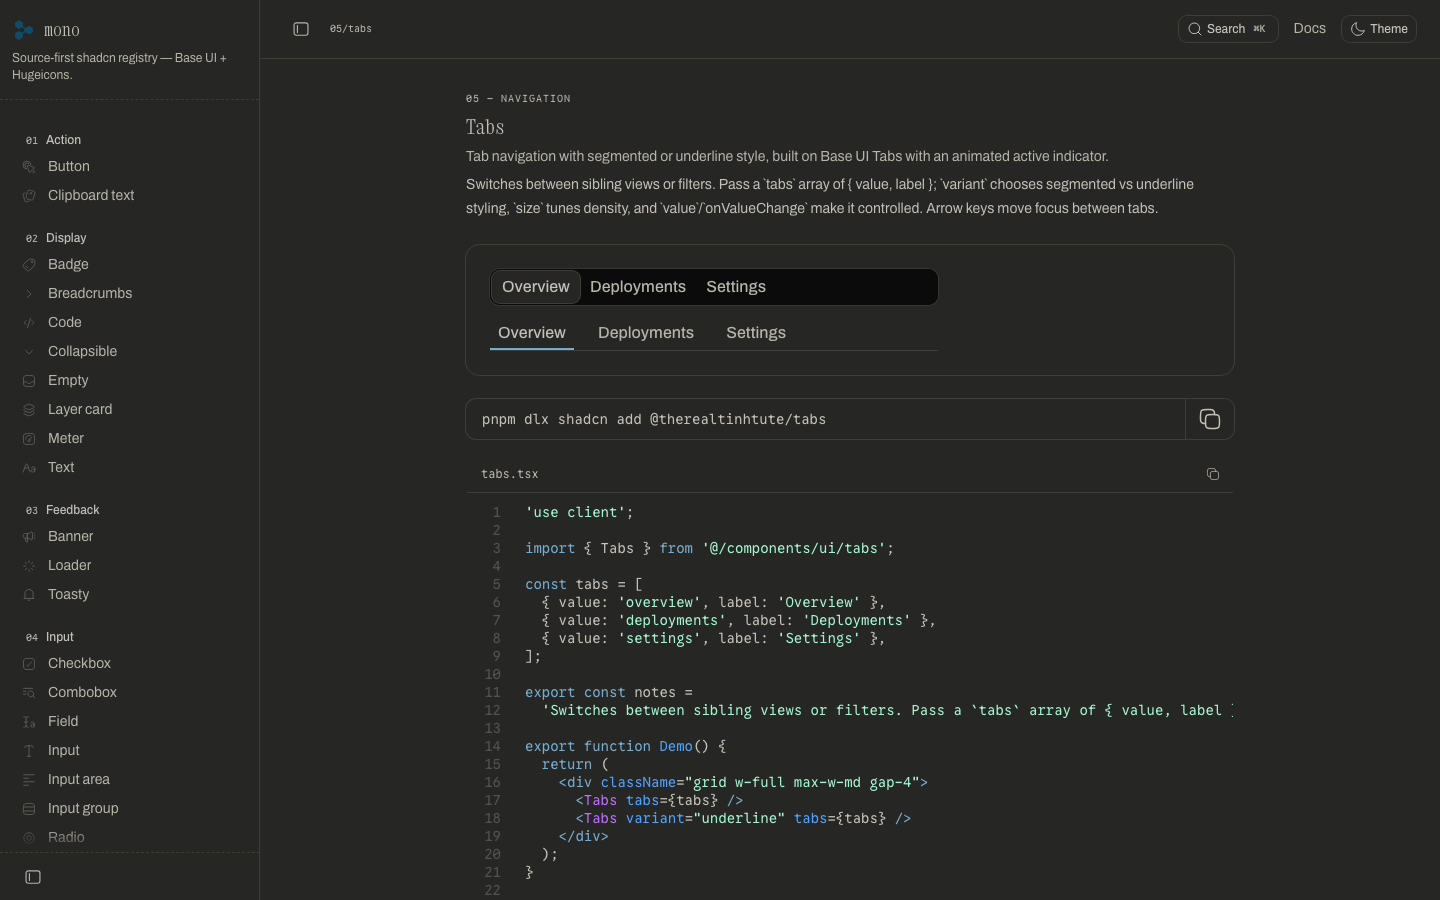 mono
Source-first shadcn registry — Base UI +
Hugeicons.
01 Action
Button
Clipboard text
02 Display
Badge
Breadcrumbs
Code
Collapsible
Empty
Layer card
Meter
Text
03 Feedback
Banner
Loader
Toasty
04 Input
Checkbox
Combobox
Field
Input
Input area
Input group
Radio
05/tabs
Search ⌘K
Docs
Theme
05 — NAVIGATION
Tabs
Tab navigation with segmented or underline style, built on Base UI Tabs with an animated active indicator.
Switches between sibling views or filters. Pass a `tabs` array of { value, label }; `variant` chooses segmented vs underline
styling, `size` tunes density, and `value`/`onValueChange` make it controlled. Arrow keys move focus between tabs.
Overview Deployments Settings
Overview Deployments Settings
pnpm dlx shadcn add @therealtinhtute/tabs
tabs.tsx
1 'use client';
2
3 import { Tabs } from '@/components/ui/tabs';
4
5 const tabs = [
6   { value: 'overview', label: 'Overview' },
7   { value: 'deployments', label: 'Deployments' },
8   { value: 'settings', label: 'Settings' },
9 ];
10
11 export const notes =
12   'Switches between sibling views or filters. Pass a `tabs` array of { value, label }
13
14 export function Demo() {
15   return (
16     <div className="grid w-full max-w-md gap-4">
17       <Tabs tabs={tabs} />
18       <Tabs variant="underline" tabs={tabs} />
19     </div>
20   );
21 }
22